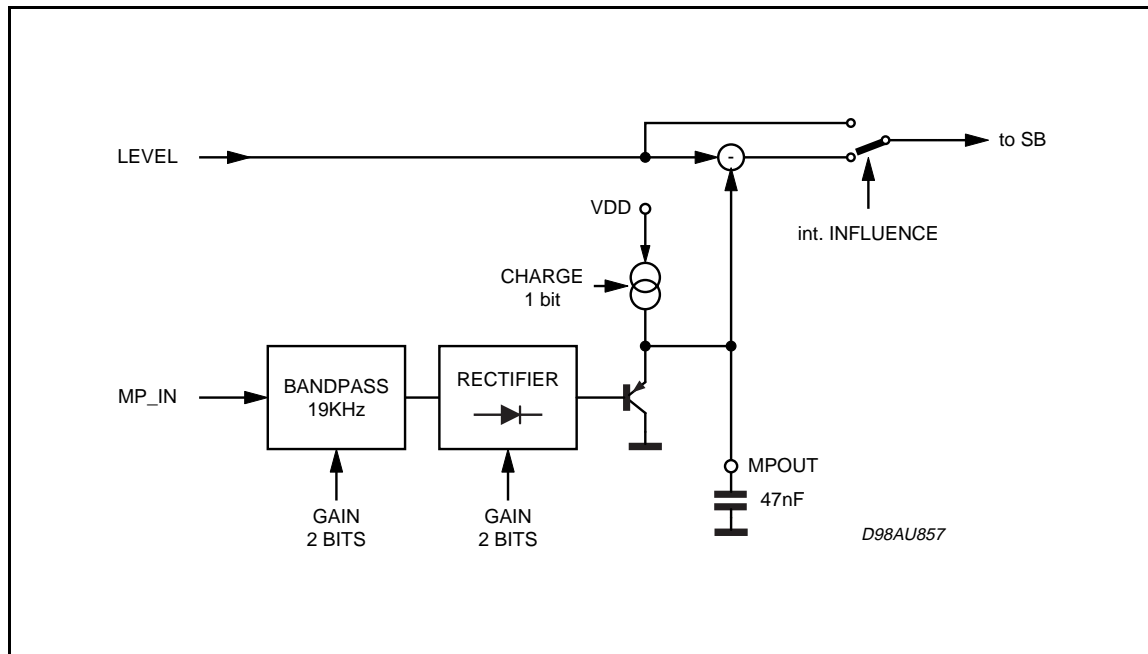 LEVEL
-
to SB
VDD
int. INFLUENCE
CHARGE
1 bit
MP_IN
BANDPASS
19KHz
RECTIFIER
MPOUT
47nF
GAIN
2 BITS
GAIN
2 BITS
D98AU857